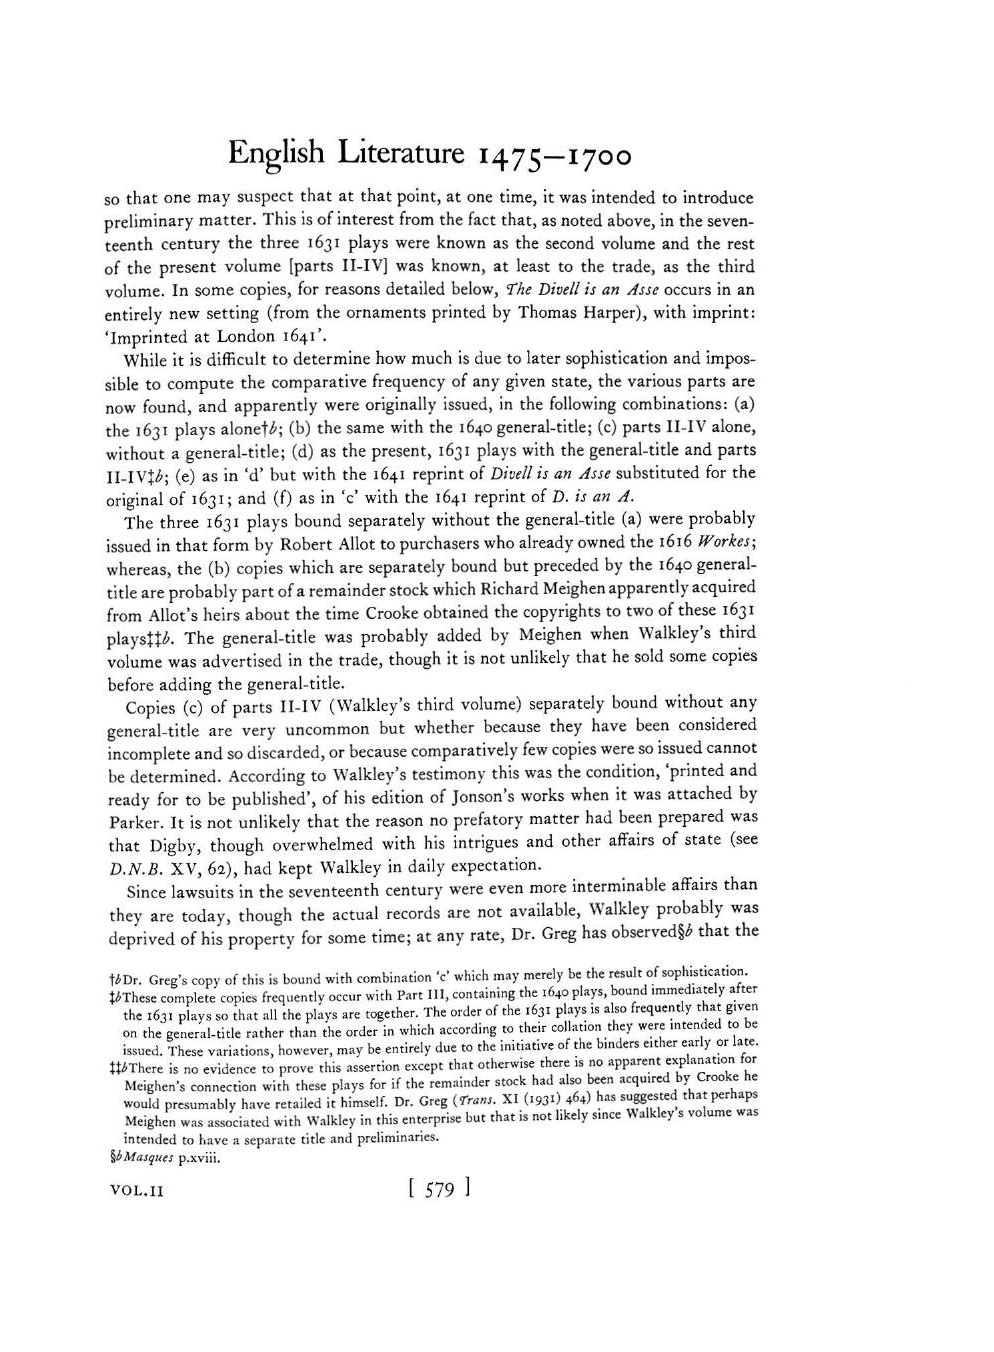 English Literature 1475–1700
so that one may suspect that at that point, at one time, it was intended to introduce
preliminary matter. This is of interest from the fact that, as noted above, in the seven-
teenth century the three 1631 plays were known as the second volume and the rest
of the present volume [parts II-IV] was known, at least to the trade, as the third
volume. In some copies, for reasons detailed below, The Divell is an Asse occurs in an
entirely new setting (from the ornaments printed by Thomas Harper), with imprint:
‘Imprinted at London 1641’.
While it is difficult to determine how much is due to later sophistication and impos-
sible to compute the comparative frequency of any given state, the various parts are
now found, and apparently were originally issued, in the following combinations: (a)
the 1631 plays alone†b; (b) the same with the 1640 general-title; (c) parts II-IV alone,
without a general-title; (d) as the present, 1631 plays with the general-title and parts
II-IV‡b; (e) as in ‘d’ but with the 1641 reprint of Divell is an Asse substituted for the
original of 1631; and (f) as in ‘c’ with the 1641 reprint of D. is an A.
The three 1631 plays bound separately without the general-title (a) were probably
issued in that form by Robert Allot to purchasers who already owned the 1616 Workes;
whereas, the (b) copies which are separately bound but preceded by the 1640 general-
title are probably part of a remainder stock which Richard Meighen apparently acquired
from Allot’s heirs about the time Crooke obtained the copyrights to two of these 1631
plays‡‡b. The general-title was probably added by Meighen when Walkley’s third
volume was advertised in the trade, though it is not unlikely that he sold some copies
before adding the general-title.
Copies (c) of parts II-IV (Walkley’s third volume) separately bound without any
general-title are very uncommon but whether because they have been considered
incomplete and so discarded, or because comparatively few copies were so issued cannot
be determined. According to Walkley’s testimony this was the condition, ‘printed and
ready for to be published’, of his edition of Jonson’s works when it was attached by
Parker. It is not unlikely that the reason no prefatory matter had been prepared was
that Digby, though overwhelmed with his intrigues and other affairs of state (see
D.N.B. XV, 62), had kept Walkley in daily expectation.
Since lawsuits in the seventeenth century were even more interminable affairs than
they are today, though the actual records are not available, Walkley probably was
deprived of his property for some time; at any rate, Dr. Greg has observed§b that the
†bDr. Greg’s copy of this is bound with combination ‘c’ which may merely be the result of sophistication.
‡bThese complete copies frequently occur with Part III, containing the 1640 plays, bound immediately after
the 1631 plays so that all the plays are together. The order of the 1631 plays is also frequently that given
on the general-title rather than the order in which according to their collation they were intended to be
issued. These variations, however, may be entirely due to the initiative of the binders either early or late.
‡‡bThere is no evidence to prove this assertion except that otherwise there is no apparent explanation for
Meighen’s connection with these plays for if the remainder stock had also been acquired by Crooke he
would presumably have retailed it himself. Dr. Greg (Trans. XI (1931) 464) has suggested that perhaps
Meighen was associated with Walkley in this enterprise but that is not likely since Walkley’s volume was
intended to have a separate title and preliminaries.
§bMasques p.xviii.
VOL.II [ 579 ]